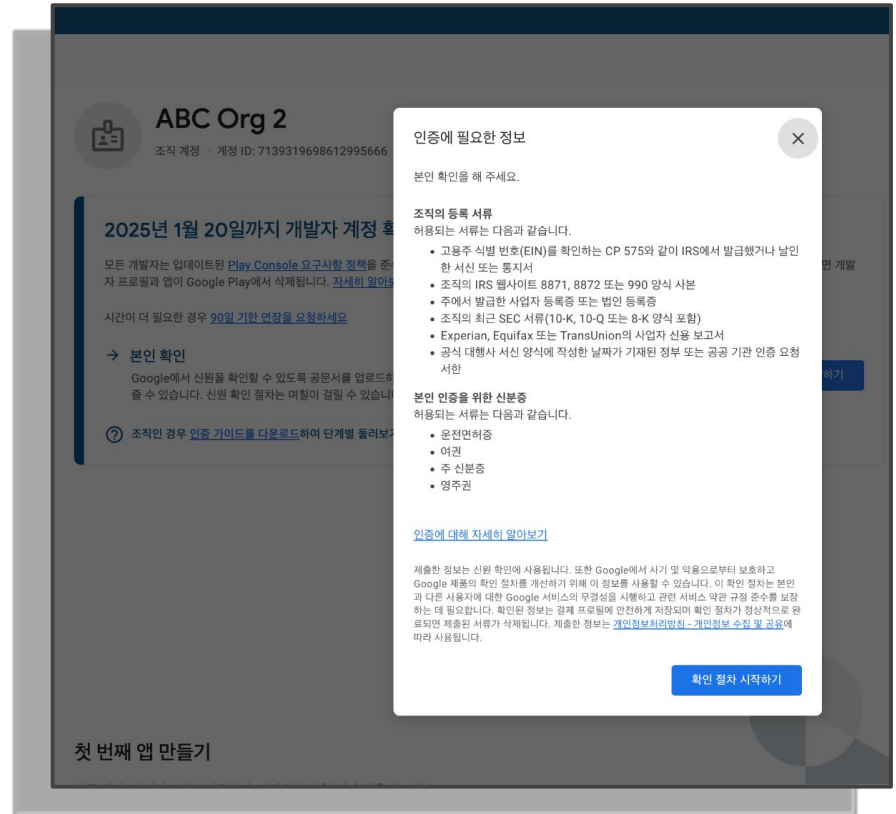 ABC Org 2
조직 계정 · 계정 ID: 7139319698612995666
2025년 1월 20일까지 개발자 계정 확
모든 개발자는 업데이트된 Play Console 요구사항 정책을 준
면 개발
자 프로필과 앱이 Google Play에서 삭제됩니다. 자세히 알아보
시간이 더 필요한 경우 90일 기한 연장을 요청하세요
→ 본인 확인
Google에서 신원을 확인할 수 있도록 공문서를 업로드하
줄 수 있습니다. 신원 확인 절차는 며칠이 걸릴 수 있습니
하기
조직인 경우 인증 가이드를 다운로드하여 단계별 둘러보기
첫 번째 앱 만들기
인증에 필요한 정보
본인 확인을 해 주세요.
조직의 등록 서류
허용되는 서류는 다음과 같습니다.
• 고용주 식별 번호(EIN)를 확인하는 CP 575와 같이 IRS에서 발급했거나 날인
한 서신 또는 통지서
• 조직의 IRS 웹사이트 8871, 8872 또는 990 양식 사본
• 주에서 발급한 사업자 등록증 또는 법인 등록증
• 조직의 최근 SEC 서류(10-K, 10-Q 또는 8-K 양식 포함)
• Experian, Equifax 또는 TransUnion의 사업자 신용 보고서
• 공식 대행사 서신 양식에 작성한 날짜가 기재된 정부 또는 공공 기관 인증 요청
서한
본인 인증을 위한 신분증
허용되는 서류는 다음과 같습니다.
• 운전면허증
• 여권
• 주 신분증
• 영주권
인증에 대해 자세히 알아보기
제출한 정보는 신원 확인에 사용됩니다. 또한 Google에서 사기 및 악용으로부터 보호하고
Google 제품의 확인 절차를 개선하기 위해 이 정보를 사용할 수 있습니다. 이 확인 절차는 본인
과 다른 사용자에 대한 Google 서비스의 무결성을 시행하고 관련 서비스 약관 규정 준수를 보장
하는 데 필요합니다. 확인된 정보는 결제 프로필에 안전하게 저장되며 확인 절차가 정상적으로 완
료되면 제출된 서류가 삭제됩니다. 제출한 정보는 개인정보처리방침 - 개인정보 수집 및 공유에
따라 사용됩니다.
확인 절차 시작하기